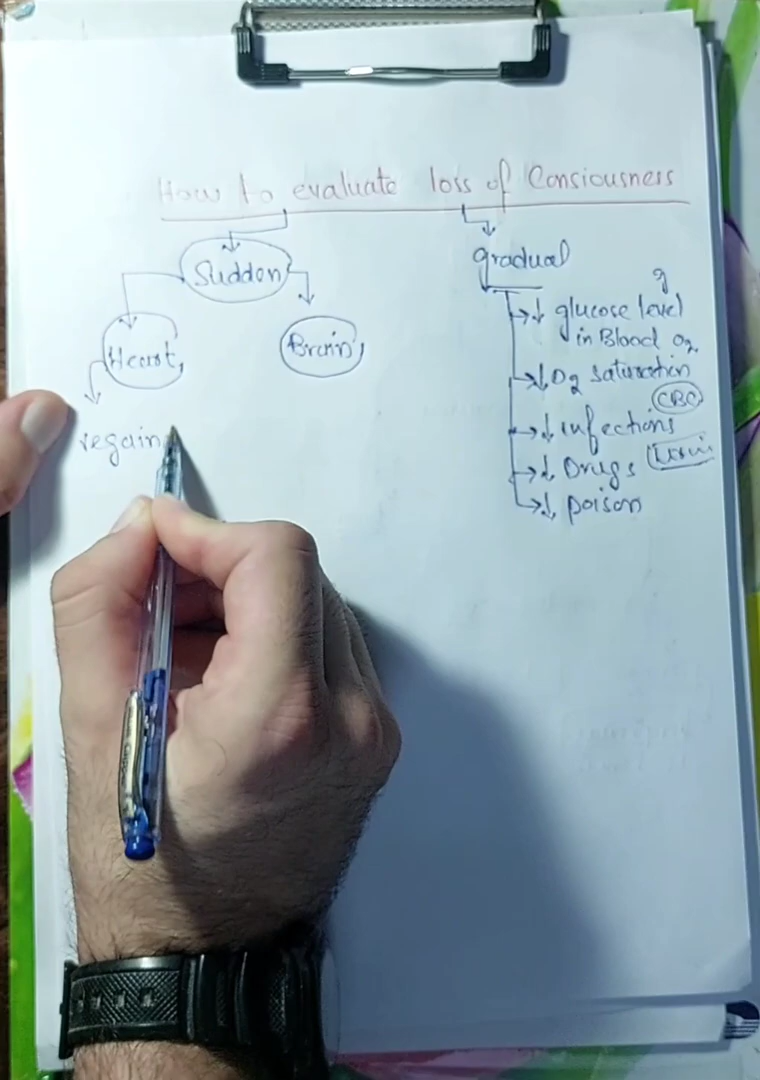 How to evaluate loss of Consiousness
Sudden
gradual
Heart,
Brain,
regain
g
↓ glucose level
in Blood O2,
↓ O2 saturation
CBC
↓ infections
↓ Drugs
↓ poison